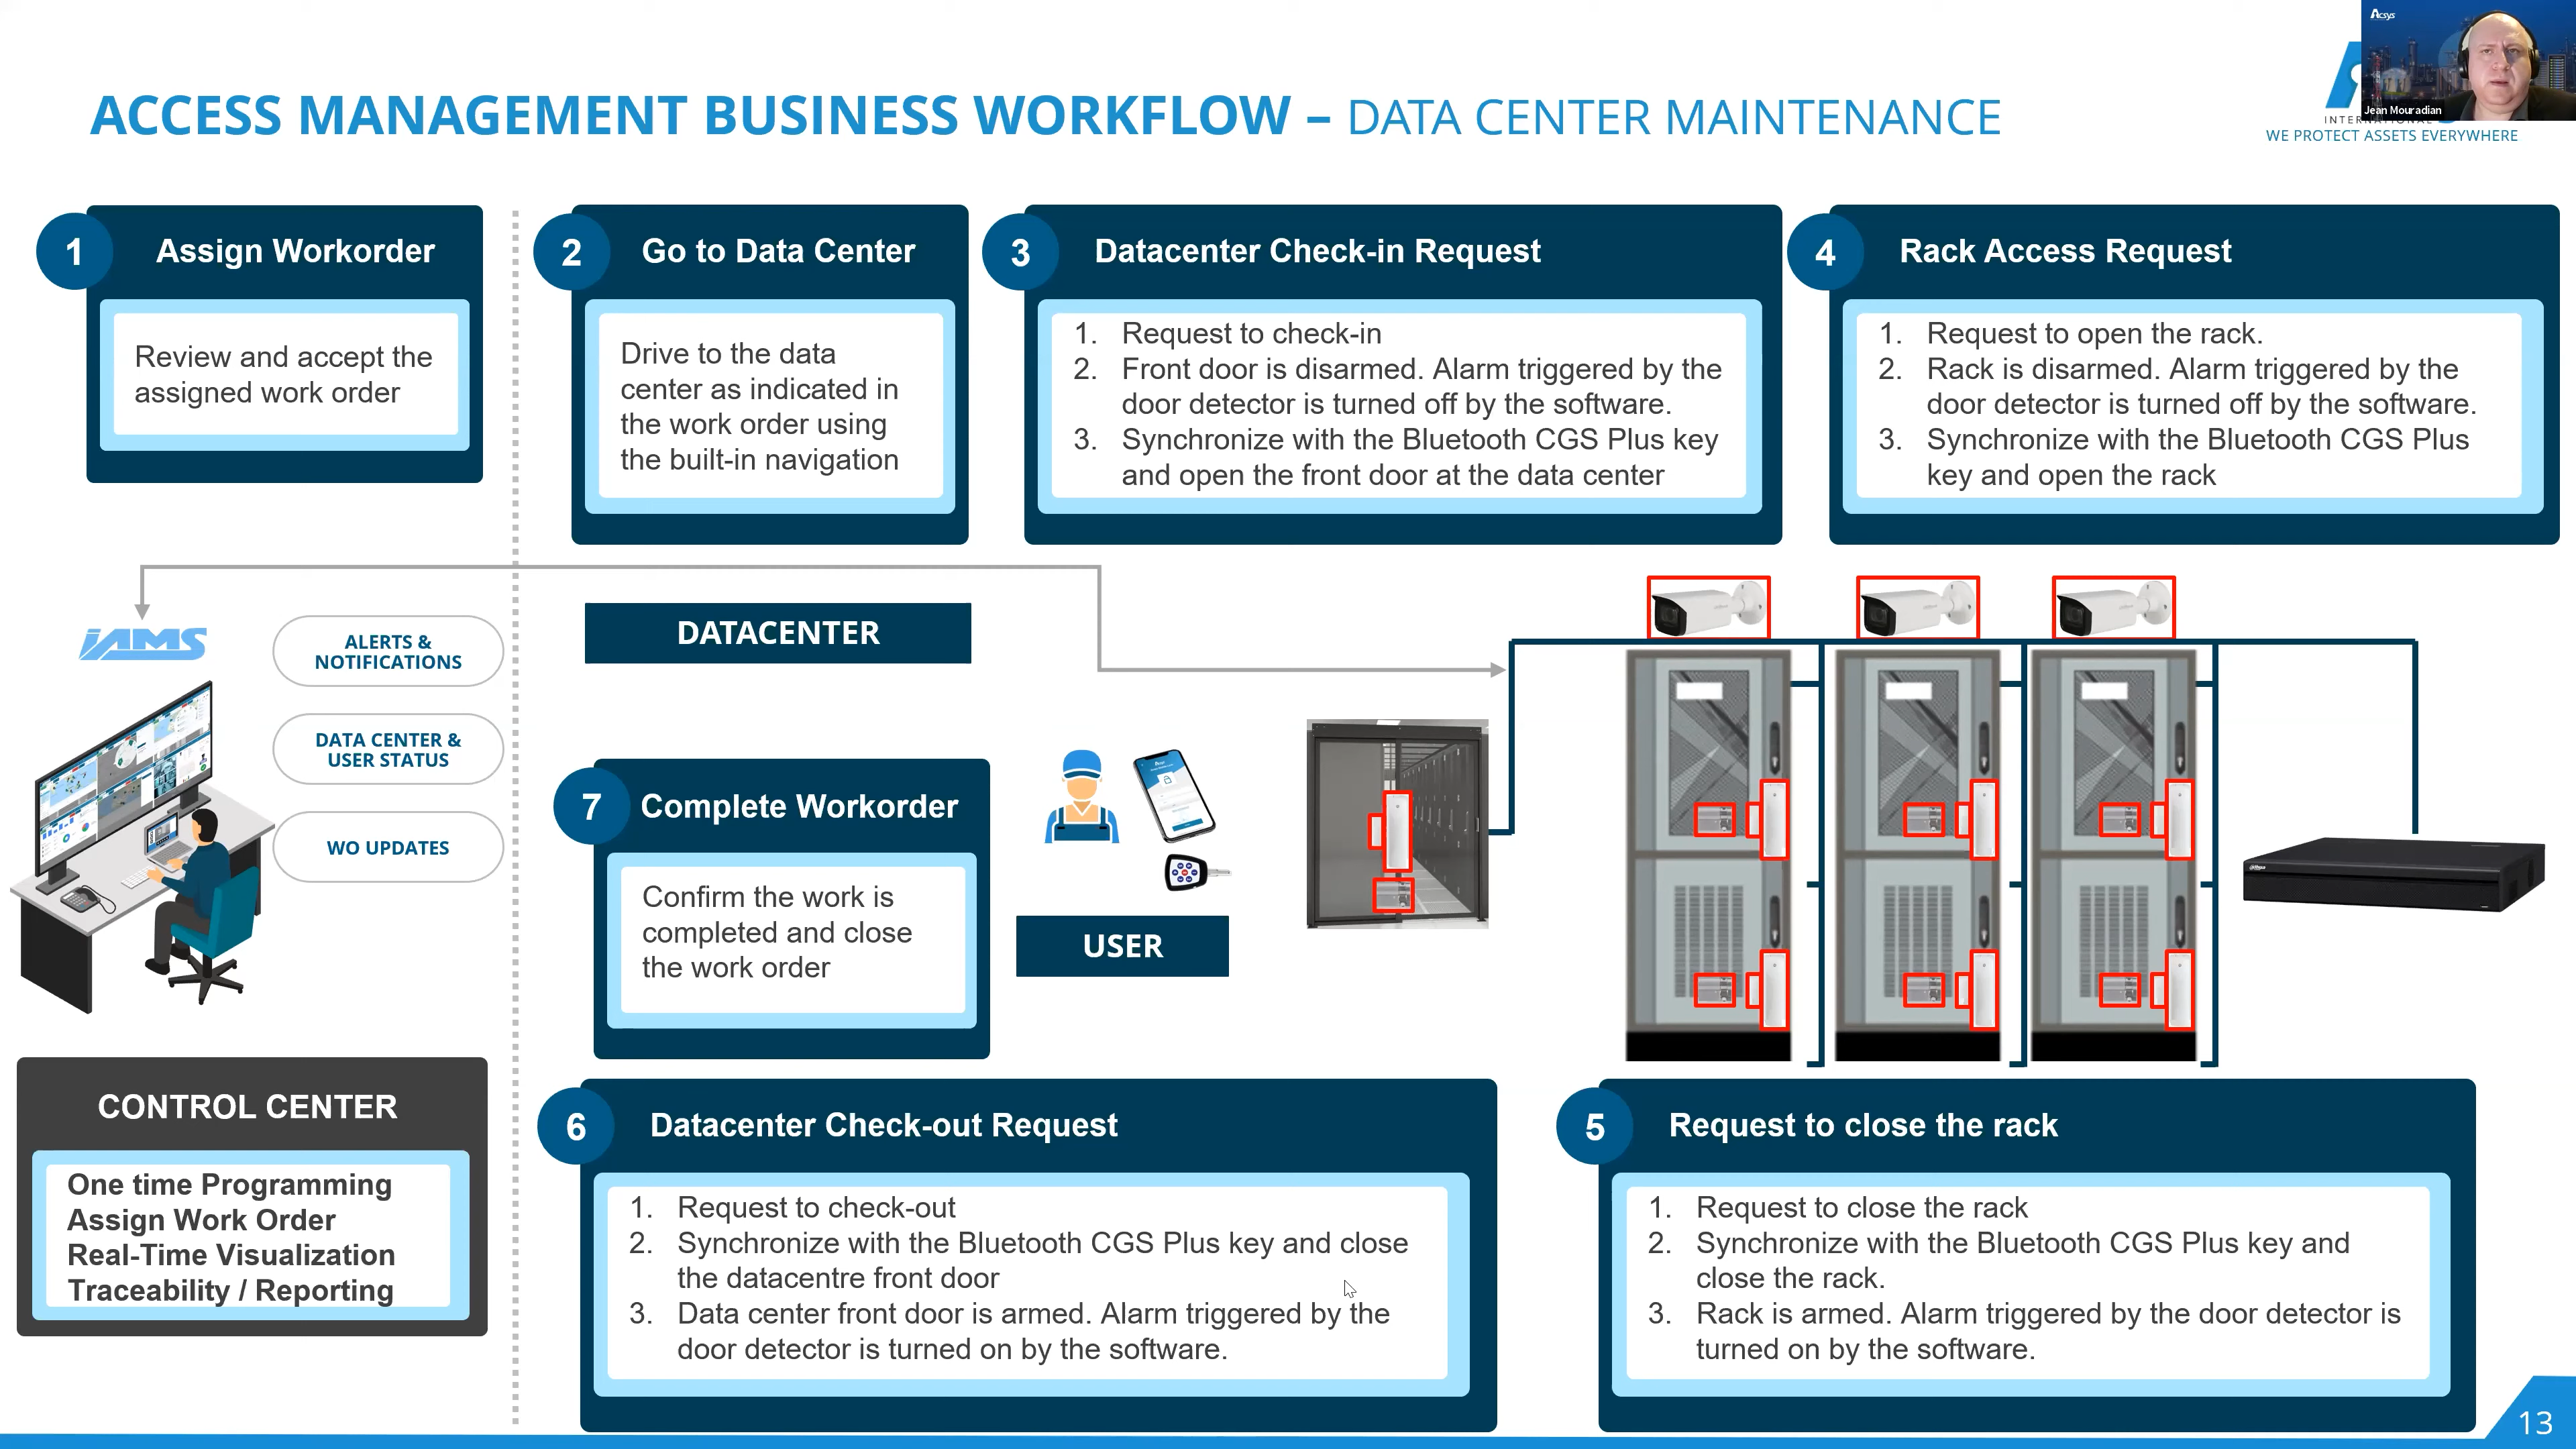 Acsys
Jean Mouradian
ACCESS MANAGEMENT BUSINESS WORKFLOW – DATA CENTER MAINTENANCE
WE PROTECT ASSETS EVERYWHERE
1
Assign Workorder
Review and accept the
assigned work order
2
Go to Data Center
Drive to the data
center as indicated in
the work order using
the built-in navigation
3
Datacenter Check-in Request
1. Request to check-in
2. Front door is disarmed. Alarm triggered by the
door detector is turned off by the software.
3. Synchronize with the Bluetooth CGS Plus key
and open the front door at the data center
4
Rack Access Request
1. Request to open the rack.
2. Rack is disarmed. Alarm triggered by the
door detector is turned off by the software.
3. Synchronize with the Bluetooth CGS Plus
key and open the rack
iAMS
ALERTS &
NOTIFICATIONS
DATA CENTER &
USER STATUS
WO UPDATES
DATACENTER
7
Complete Workorder
Confirm the work is
completed and close
the work order
USER
CONTROL CENTER
One time Programming
Assign Work Order
Real-Time Visualization
Traceability / Reporting
6
Datacenter Check-out Request
1. Request to check-out
2. Synchronize with the Bluetooth CGS Plus key and close
the datacentre front door
3. Data center front door is armed. Alarm triggered by the
door detector is turned on by the software.
5
Request to close the rack
1. Request to close the rack
2. Synchronize with the Bluetooth CGS Plus key and
close the rack.
3. Rack is armed. Alarm triggered by the door detector is
turned on by the software.
13